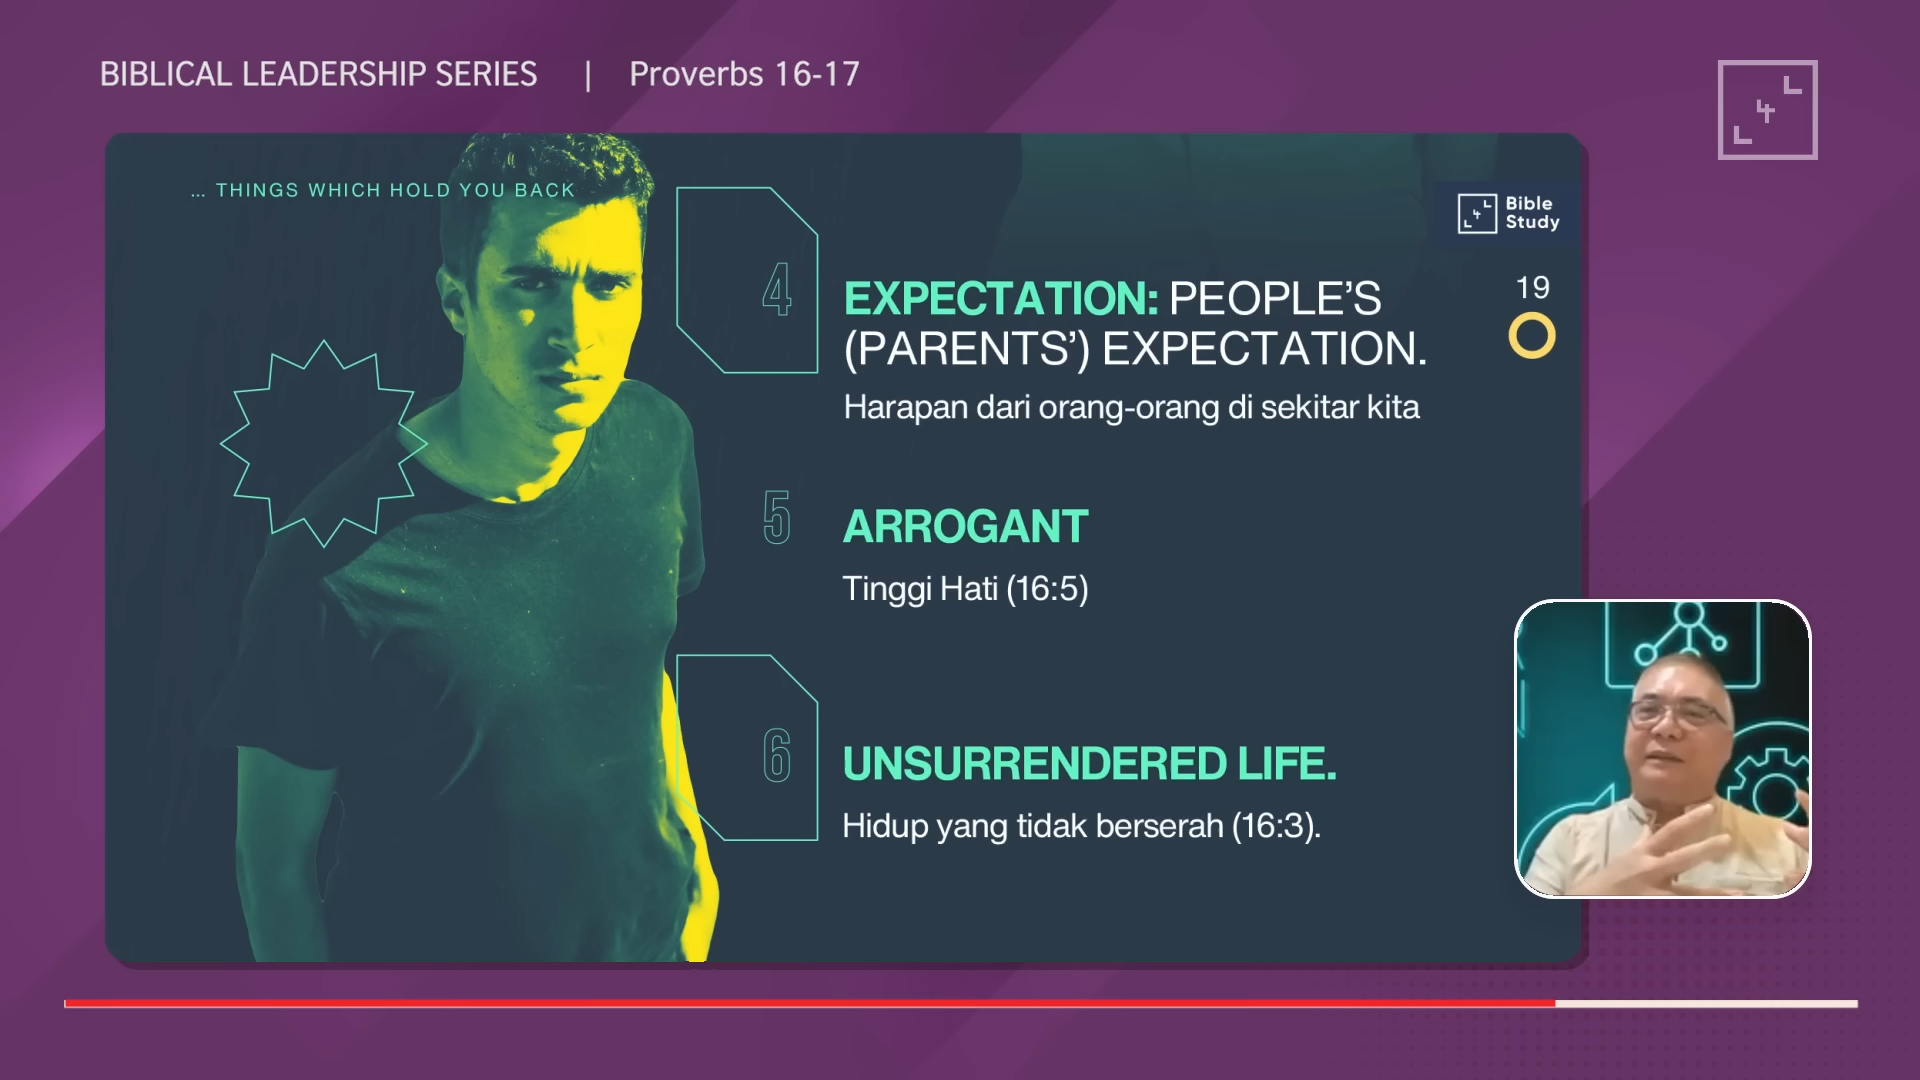 BIBLICAL LEADERSHIP SERIES | Proverbs 16-17
... THINGS WHICH HOLD YOU BACK
Bible
Study
19
4
EXPECTATION: PEOPLE’S
(PARENTS’) EXPECTATION.
Harapan dari orang-orang di sekitar kita
5
ARROGANT
Tinggi Hati (16:5)
6
UNSURRENDERED LIFE.
Hidup yang tidak berserah (16:3).